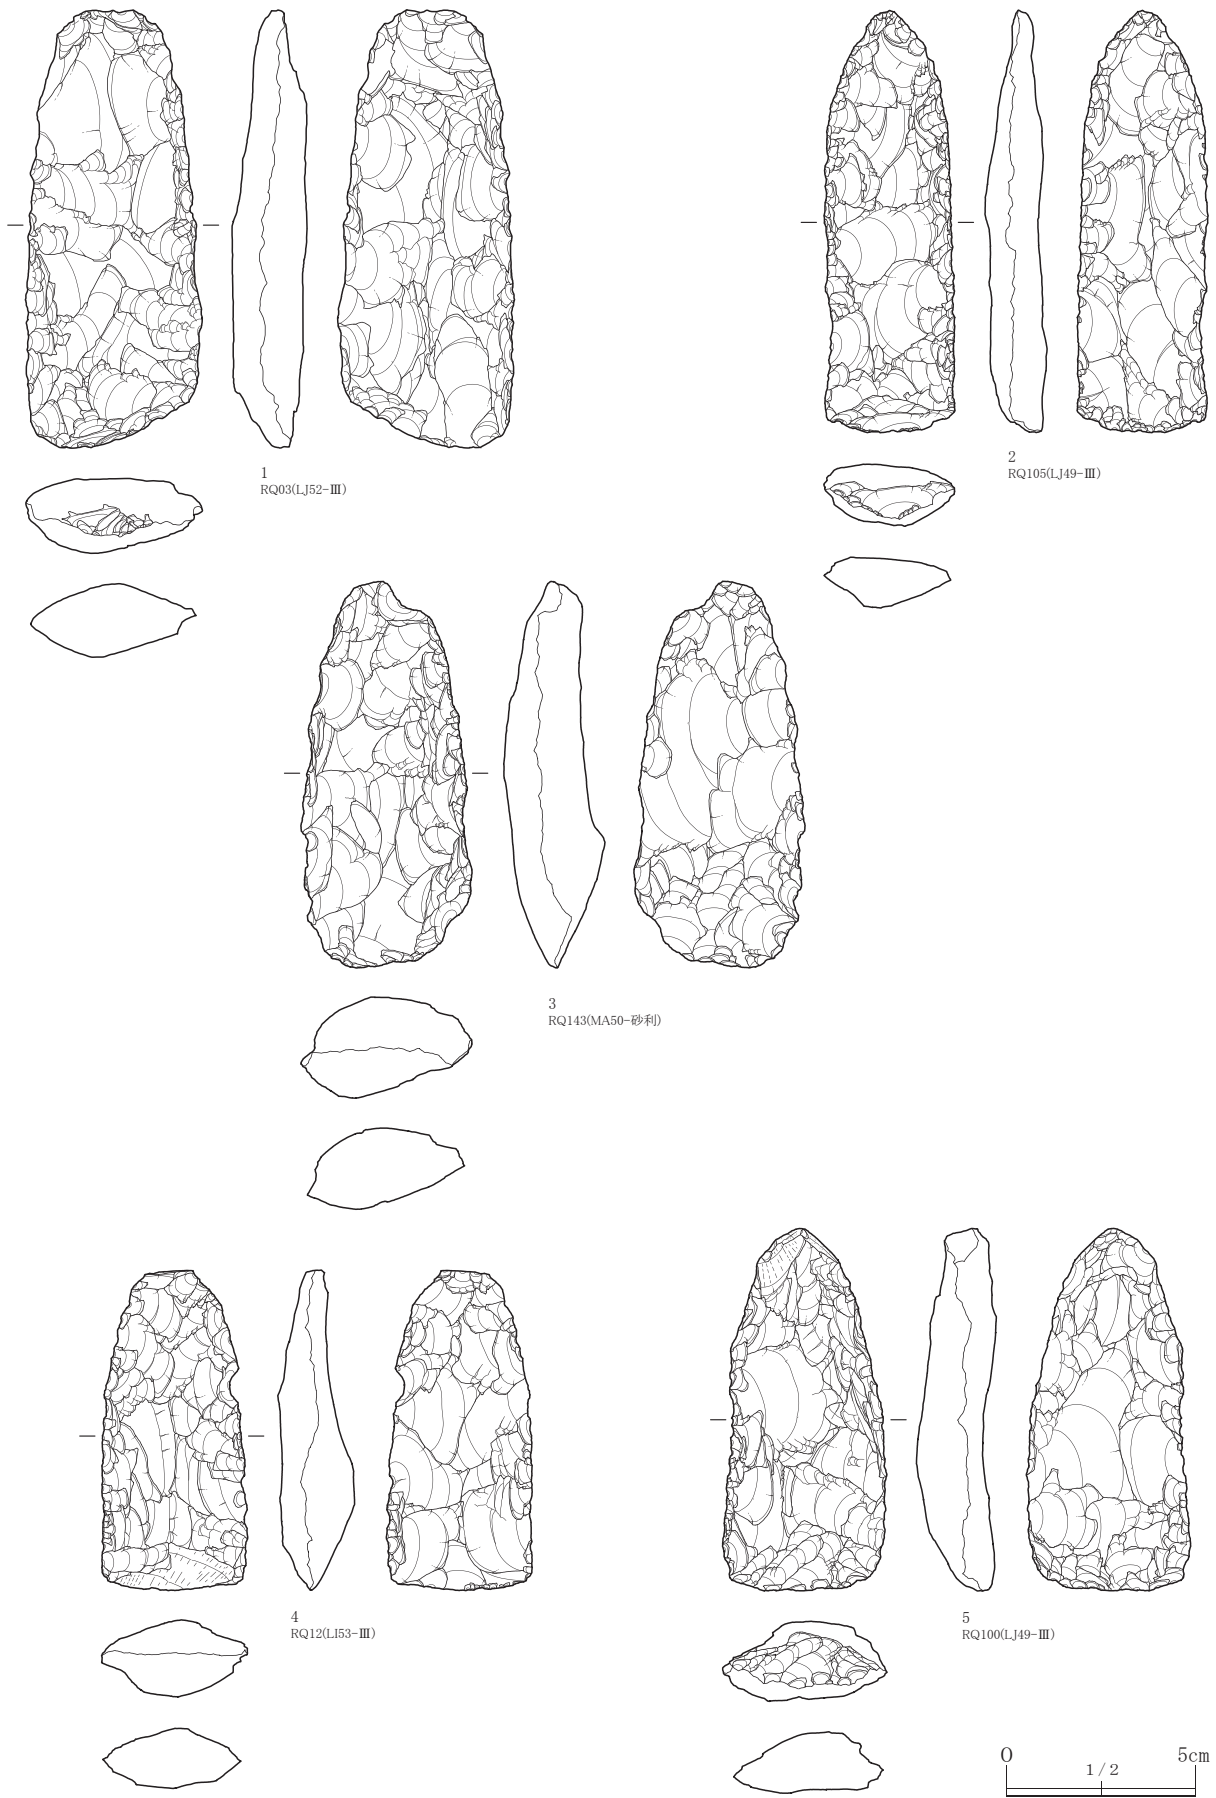 1
RQ03(LJ52-Ⅲ)
2
RQ105(LJ49-Ⅲ)
3
RQ143(MA50-砂利)
4
RQ12(LI53-Ⅲ)
5
RQ100(LJ49-Ⅲ)
0 5cm
1/2